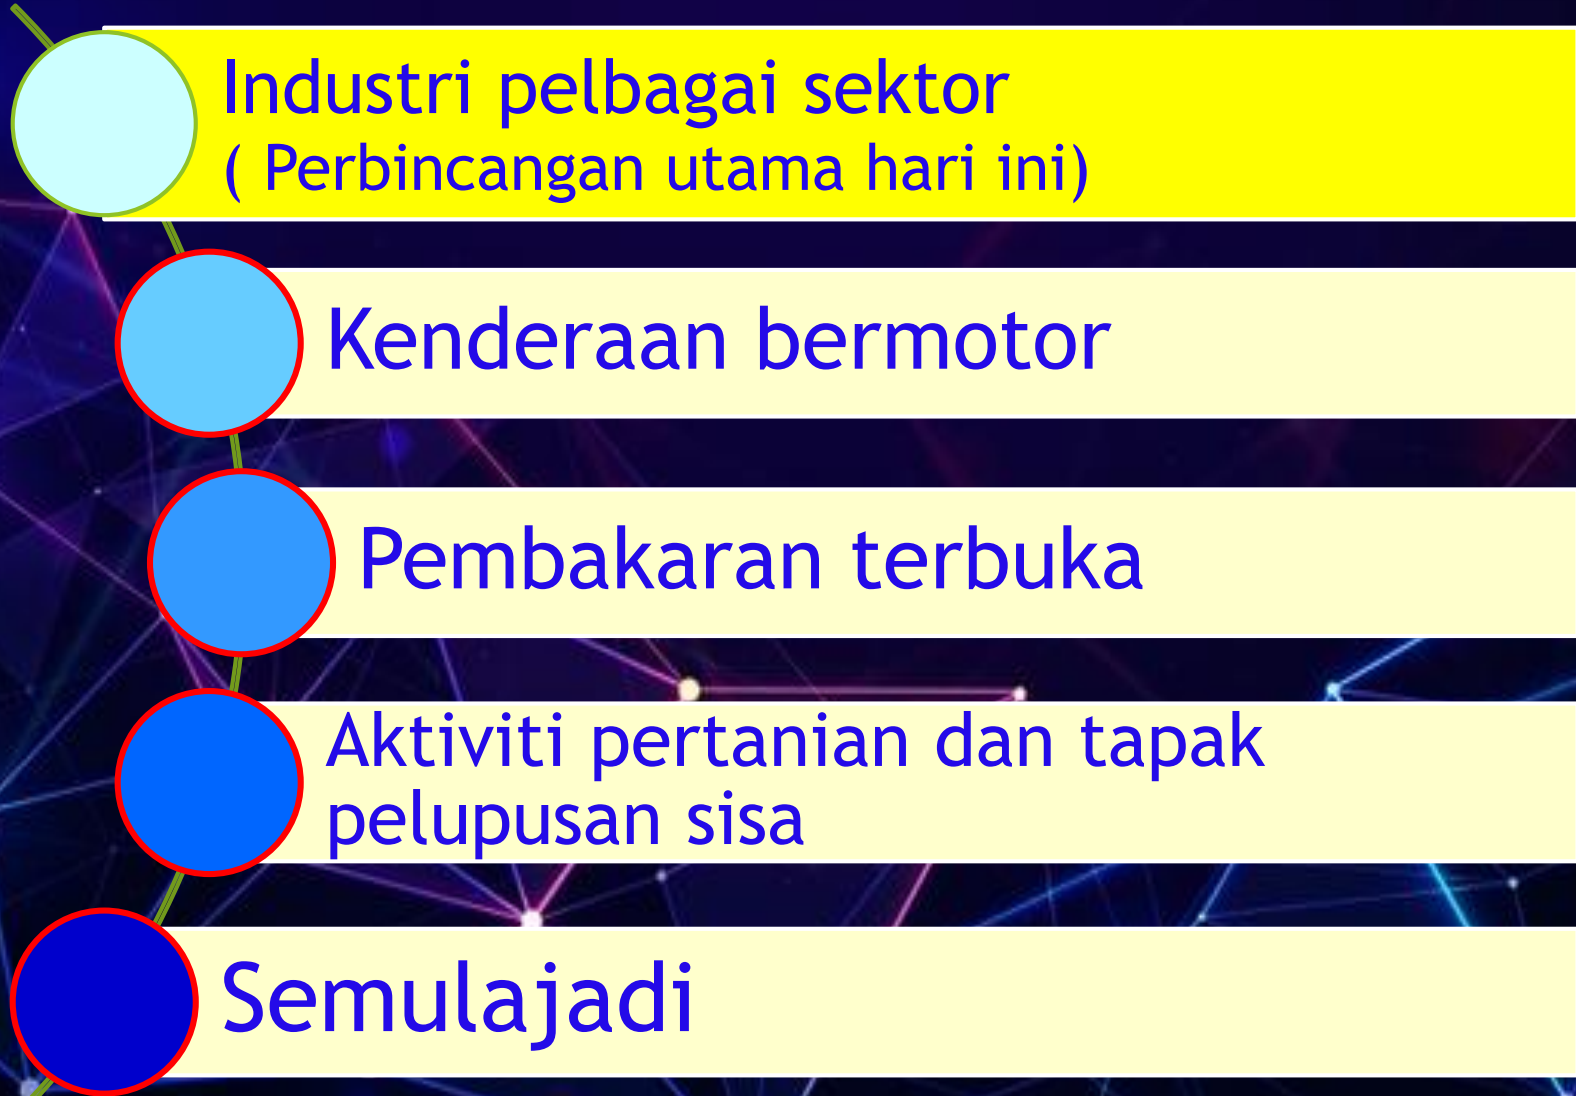 Industri pelbagai sektor
( Perbincangan utama hari ini)
Kenderaan bermotor
Pembakaran terbuka
Aktiviti pertanian dan tapak
pelupusan sisa
Semulajadi